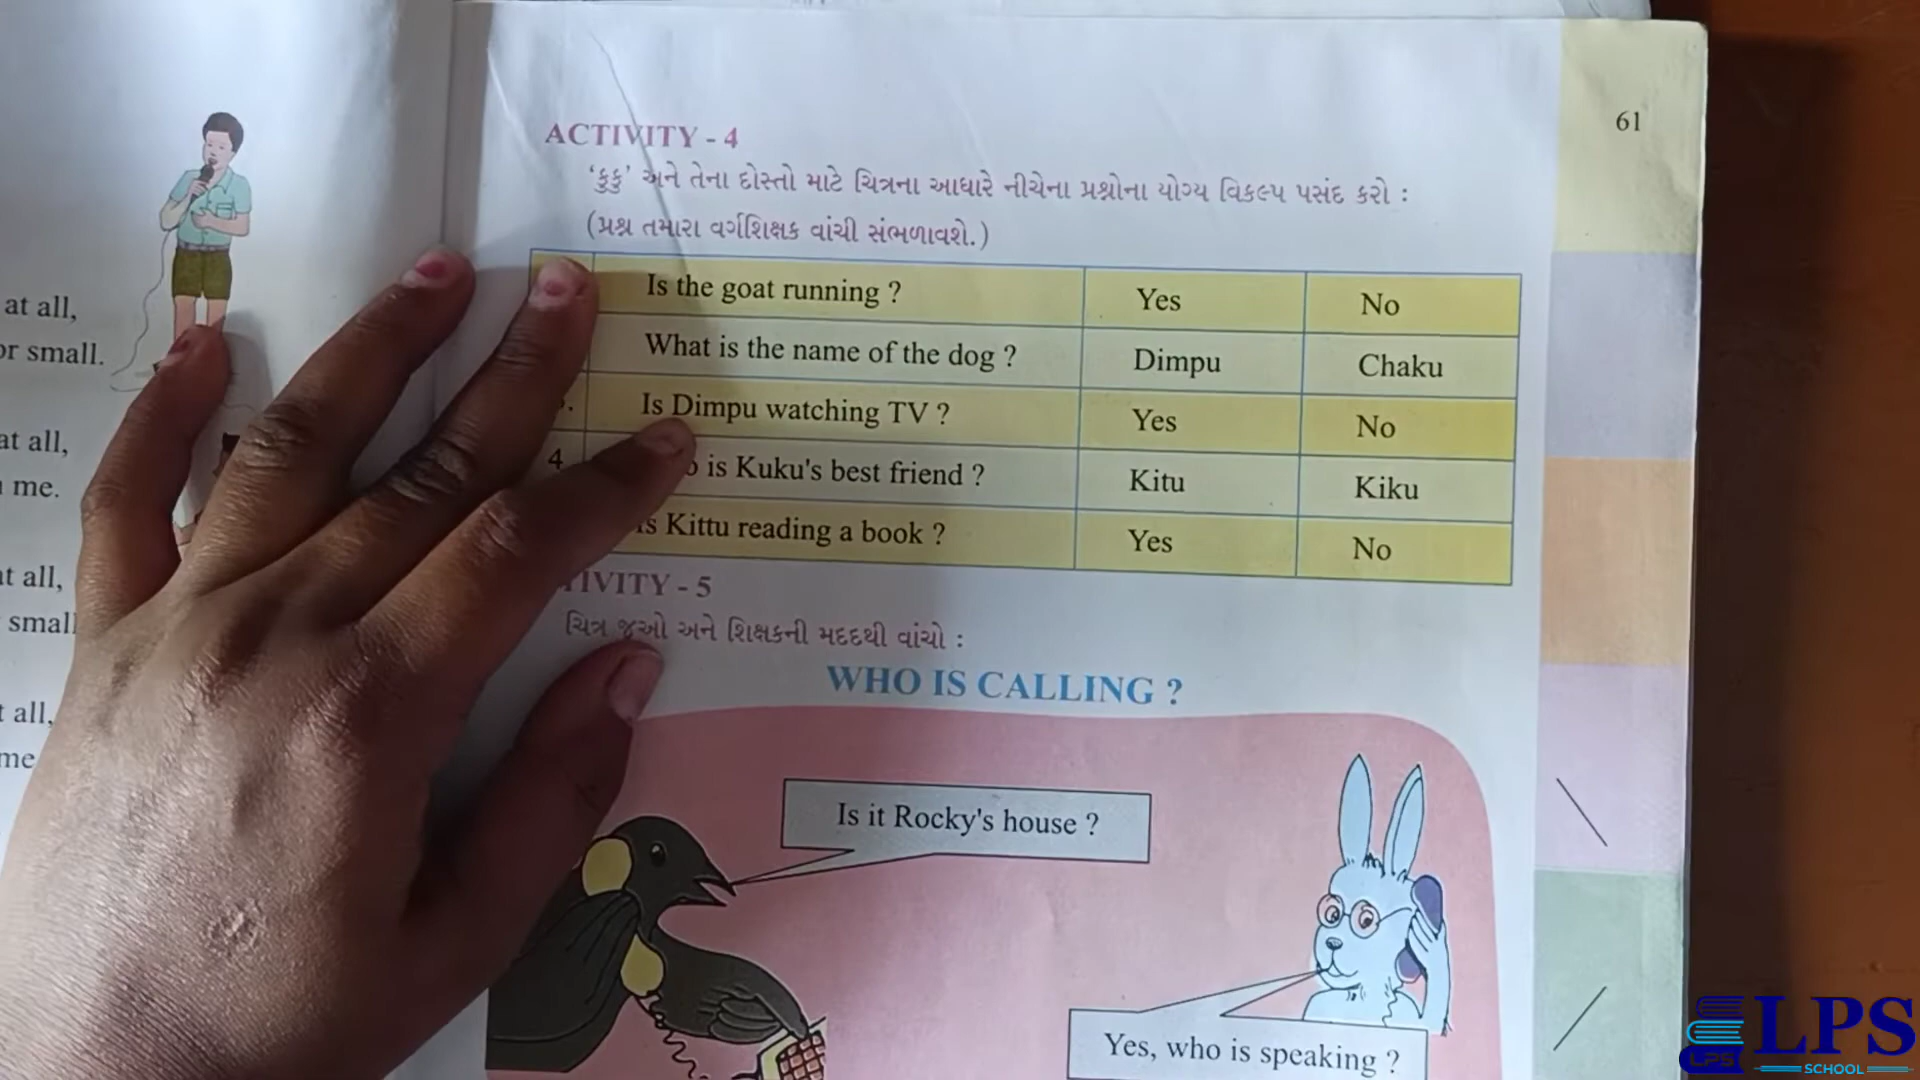 at all,
or small.
at all,
me.
at all,
small
all,
me
61
ACTIVITY - 4
'કુકુ' અને તેના દોસ્તો માટે ચિત્રના આધારે નીચેના પ્રશ્નોના યોગ્ય વિકલ્પ પસંદ કરો :
(પ્રશ્ન તમારા વર્ગશિક્ષક વાંચી સંભળાવશે.)
Is the goat running ? Yes No
What is the name of the dog ? Dimpu Chaku
Is Dimpu watching TV ? Yes No
4 is Kuku's best friend ? Kitu Kiku
Is Kittu reading a book ? Yes No
TIVITY - 5
ચિત્ર જુઓ અને શિક્ષકની મદદથી વાંચો :
WHO IS CALLING ?
Is it Rocky's house ?
Yes, who is speaking ?
LPS
LPS
SCHOOL